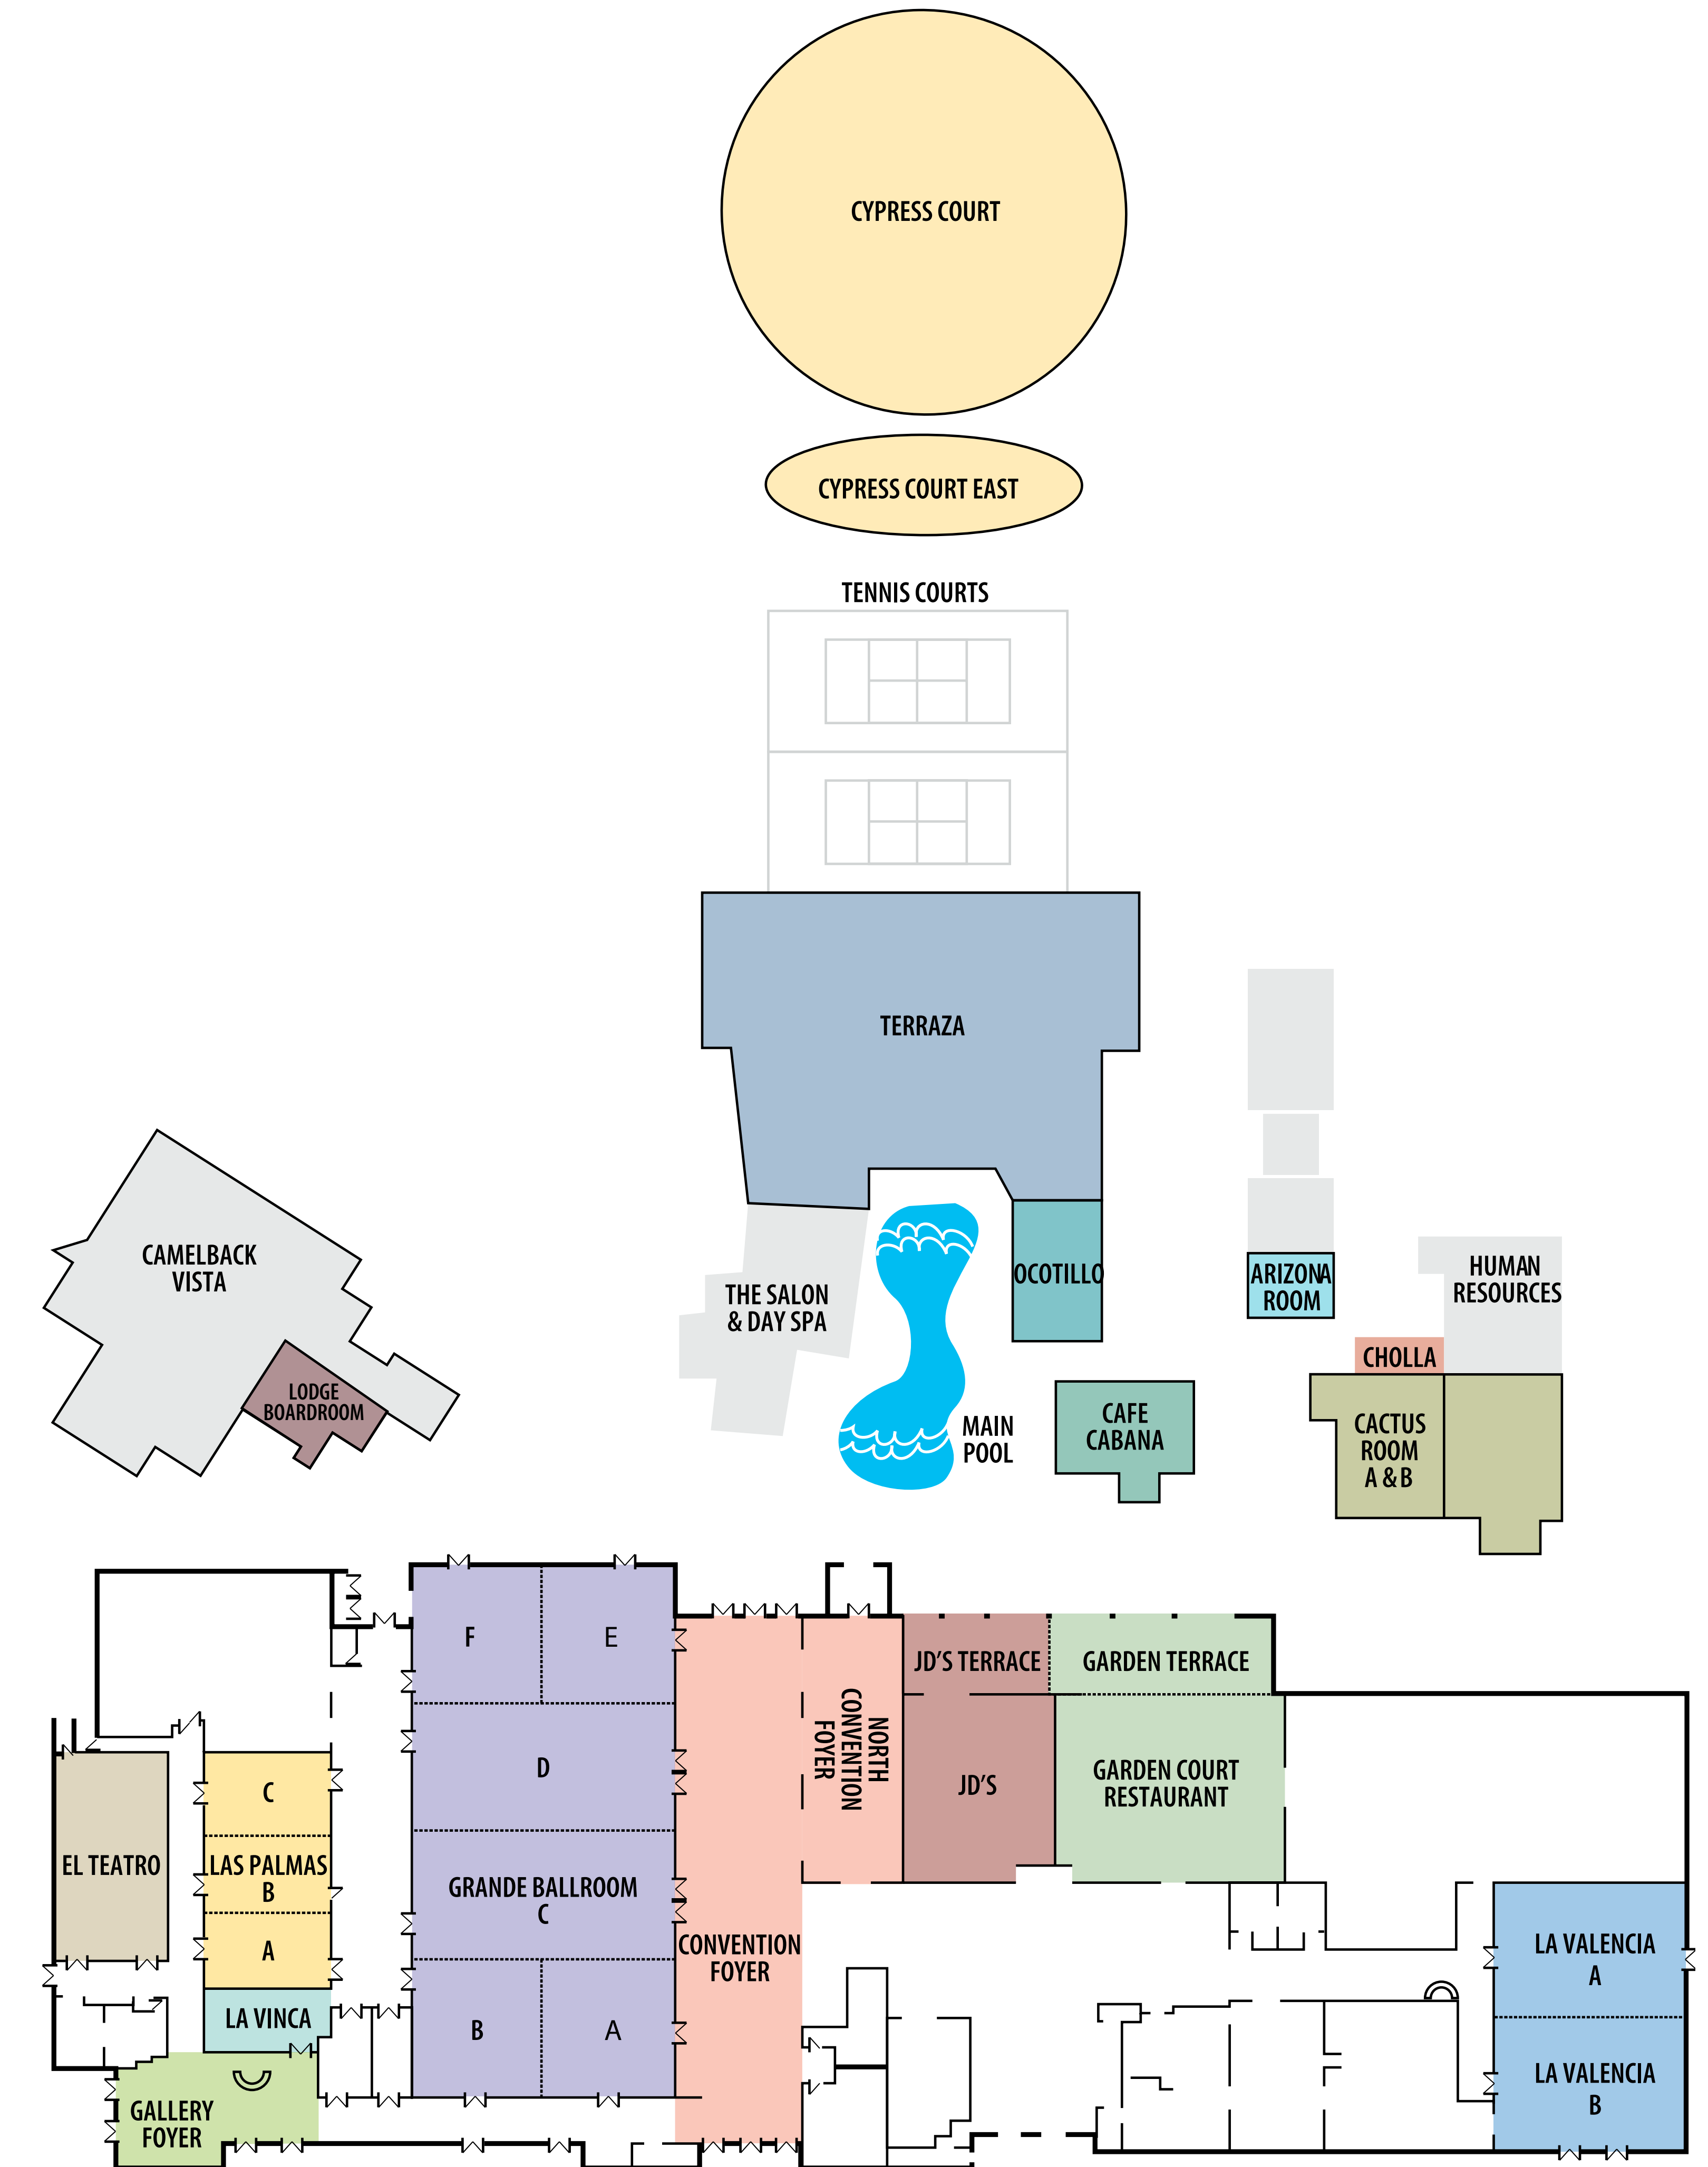 CYPRESS COURT
CYPRESS COURT EAST
TENNIS COURTS
TERRAZA
CAMELBACK
VISTA
LODGE
BOARDROOM
THE SALON
& DAY SPA
OCOTILLO
MAIN
POOL
CAFE
CABANA
ARIZONA
ROOM
HUMAN
RESOURCES
CHOLLA
CACTUS
ROOM
A & B
F
E
D
GRANDE BALLROOM
C
B
A
EL TEATRO
C
LAS PALMAS
B
A
LA VINCA
GALLERY
FOYER
CONVENTION
FOYER
NORTH
CONVENTION
FOYER
JD'S TERRACE
JD'S
GARDEN TERRACE
GARDEN COURT
RESTAURANT
LA VALENCIA
A
LA VALENCIA
B